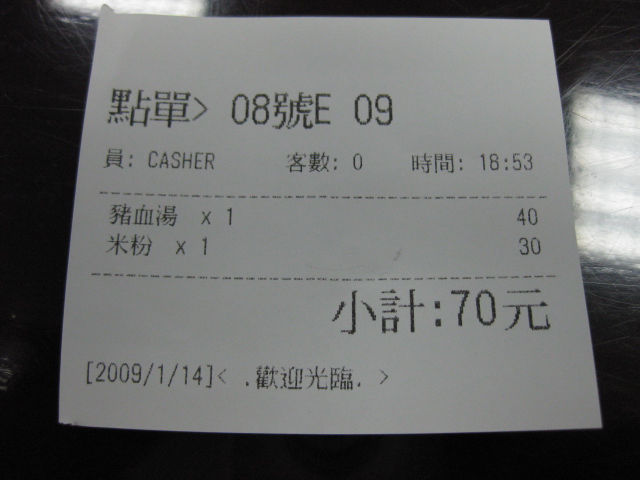 點單> 08號E 09
員: CASHER 客數: 0 時間: 18:53
豬血湯 x 1 40
米粉 x 1 30
小計:70元
[2009/1/14]< .歡迎光臨. >